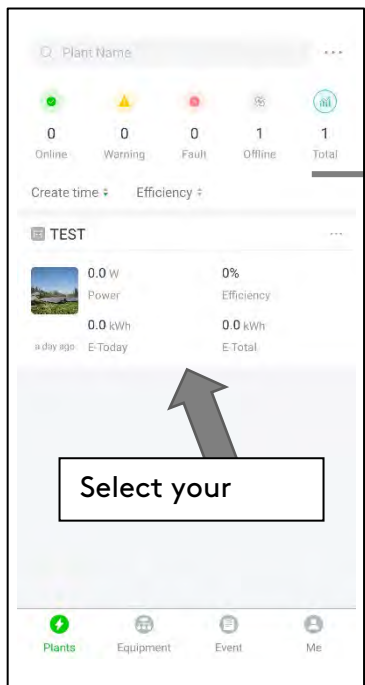 Plant Name ...
0 0 0 1 1
Online Warning Fault Offline Total
Create time Efficiency
TEST ...
0.0 W 0%
Power Efficiency
0.0 kWh 0.0 kWh
a day ago E-Today E-Total
Select your
Plants Equipment Event Me